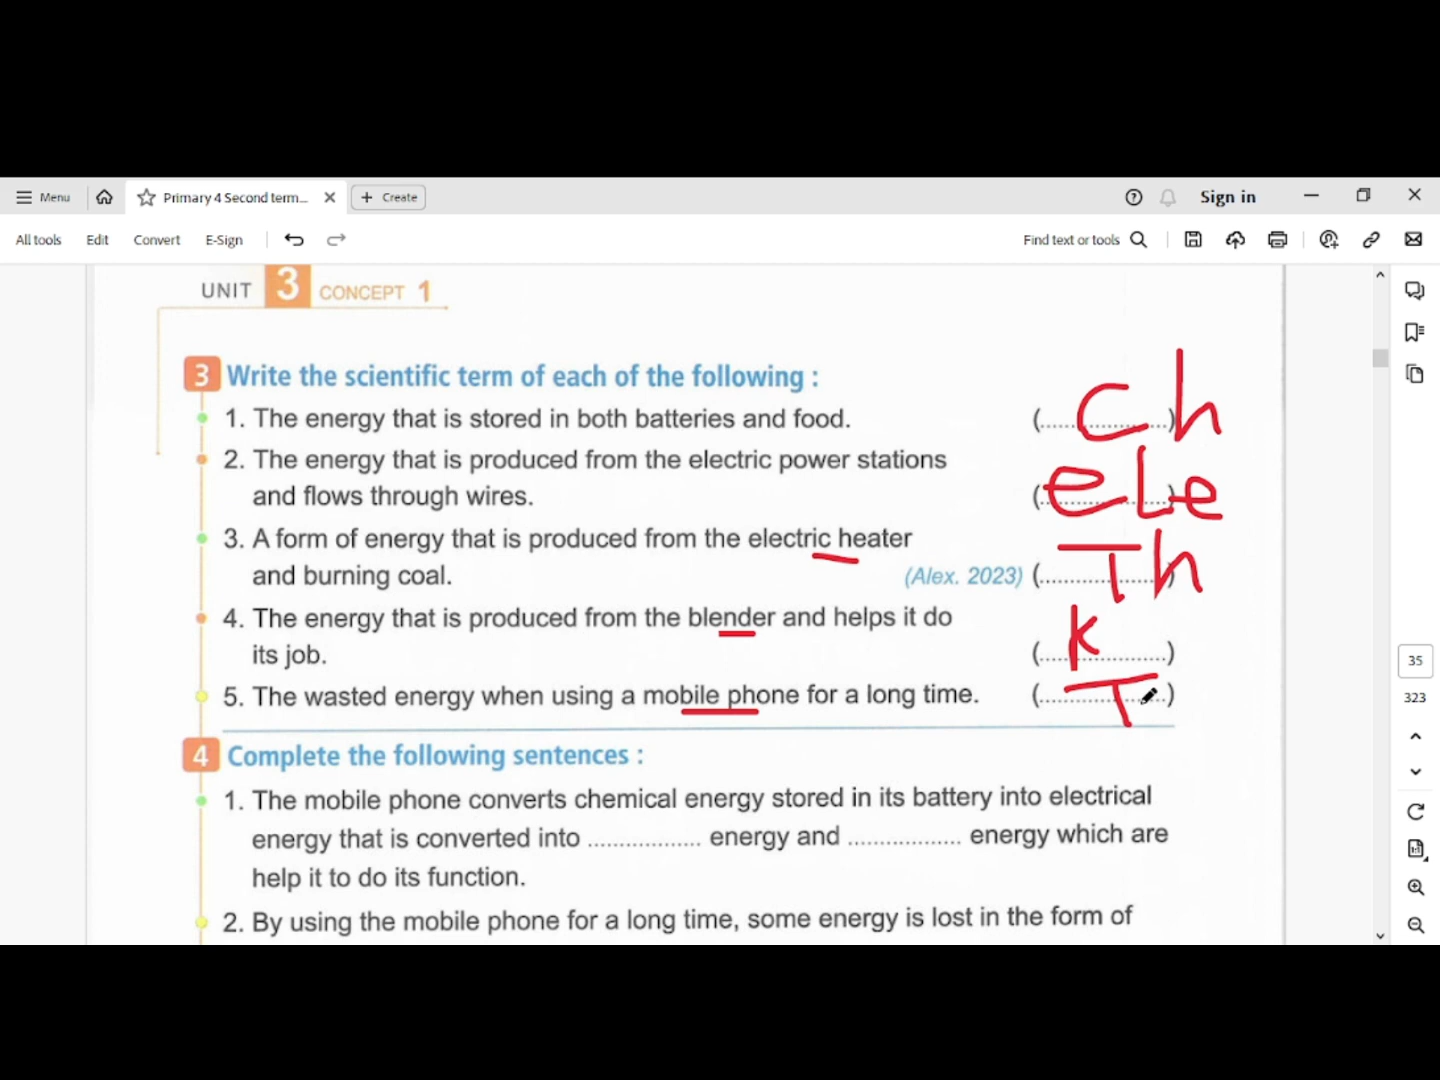 Menu
Primary 4 Second term...
Create
Sign in
All tools
Edit
Convert
E-Sign
Find text or tools
UNIT 3 CONCEPT 1
3 Write the scientific term of each of the following :
1. The energy that is stored in both batteries and food. (....................) Ch
2. The energy that is produced from the electric power stations
and flows through wires. (....................) eLe
3. A form of energy that is produced from the electric heater
and burning coal. (Alex. 2023) (....................) Th
4. The energy that is produced from the blender and helps it do
its job. (....................) K
5. The wasted energy when using a mobile phone for a long time. (....................) T
4 Complete the following sentences :
1. The mobile phone converts chemical energy stored in its battery into electrical
energy that is converted into ................. energy and ................. energy which are
help it to do its function.
2. By using the mobile phone for a long time, some energy is lost in the form of
35
323